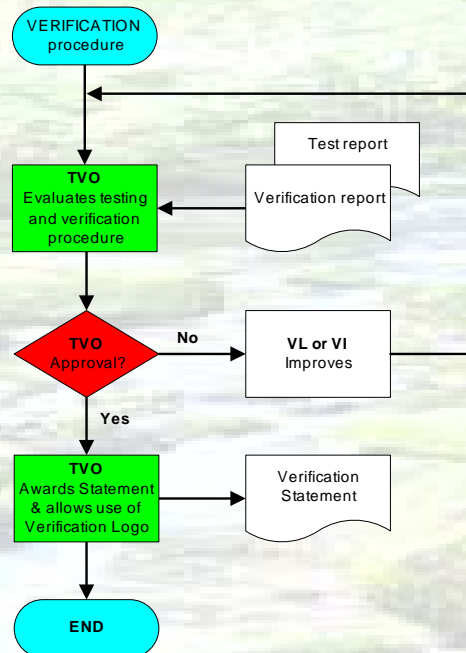 VERIFICATION
procedure
Test report
Verification report
TVO
Evaluates testing
and verification
procedure
TVO
Approval?
No
VL or VI
Improves
Yes
TVO
Awards Statement
& allows use of
Verification Logo
Verification
Statement
END